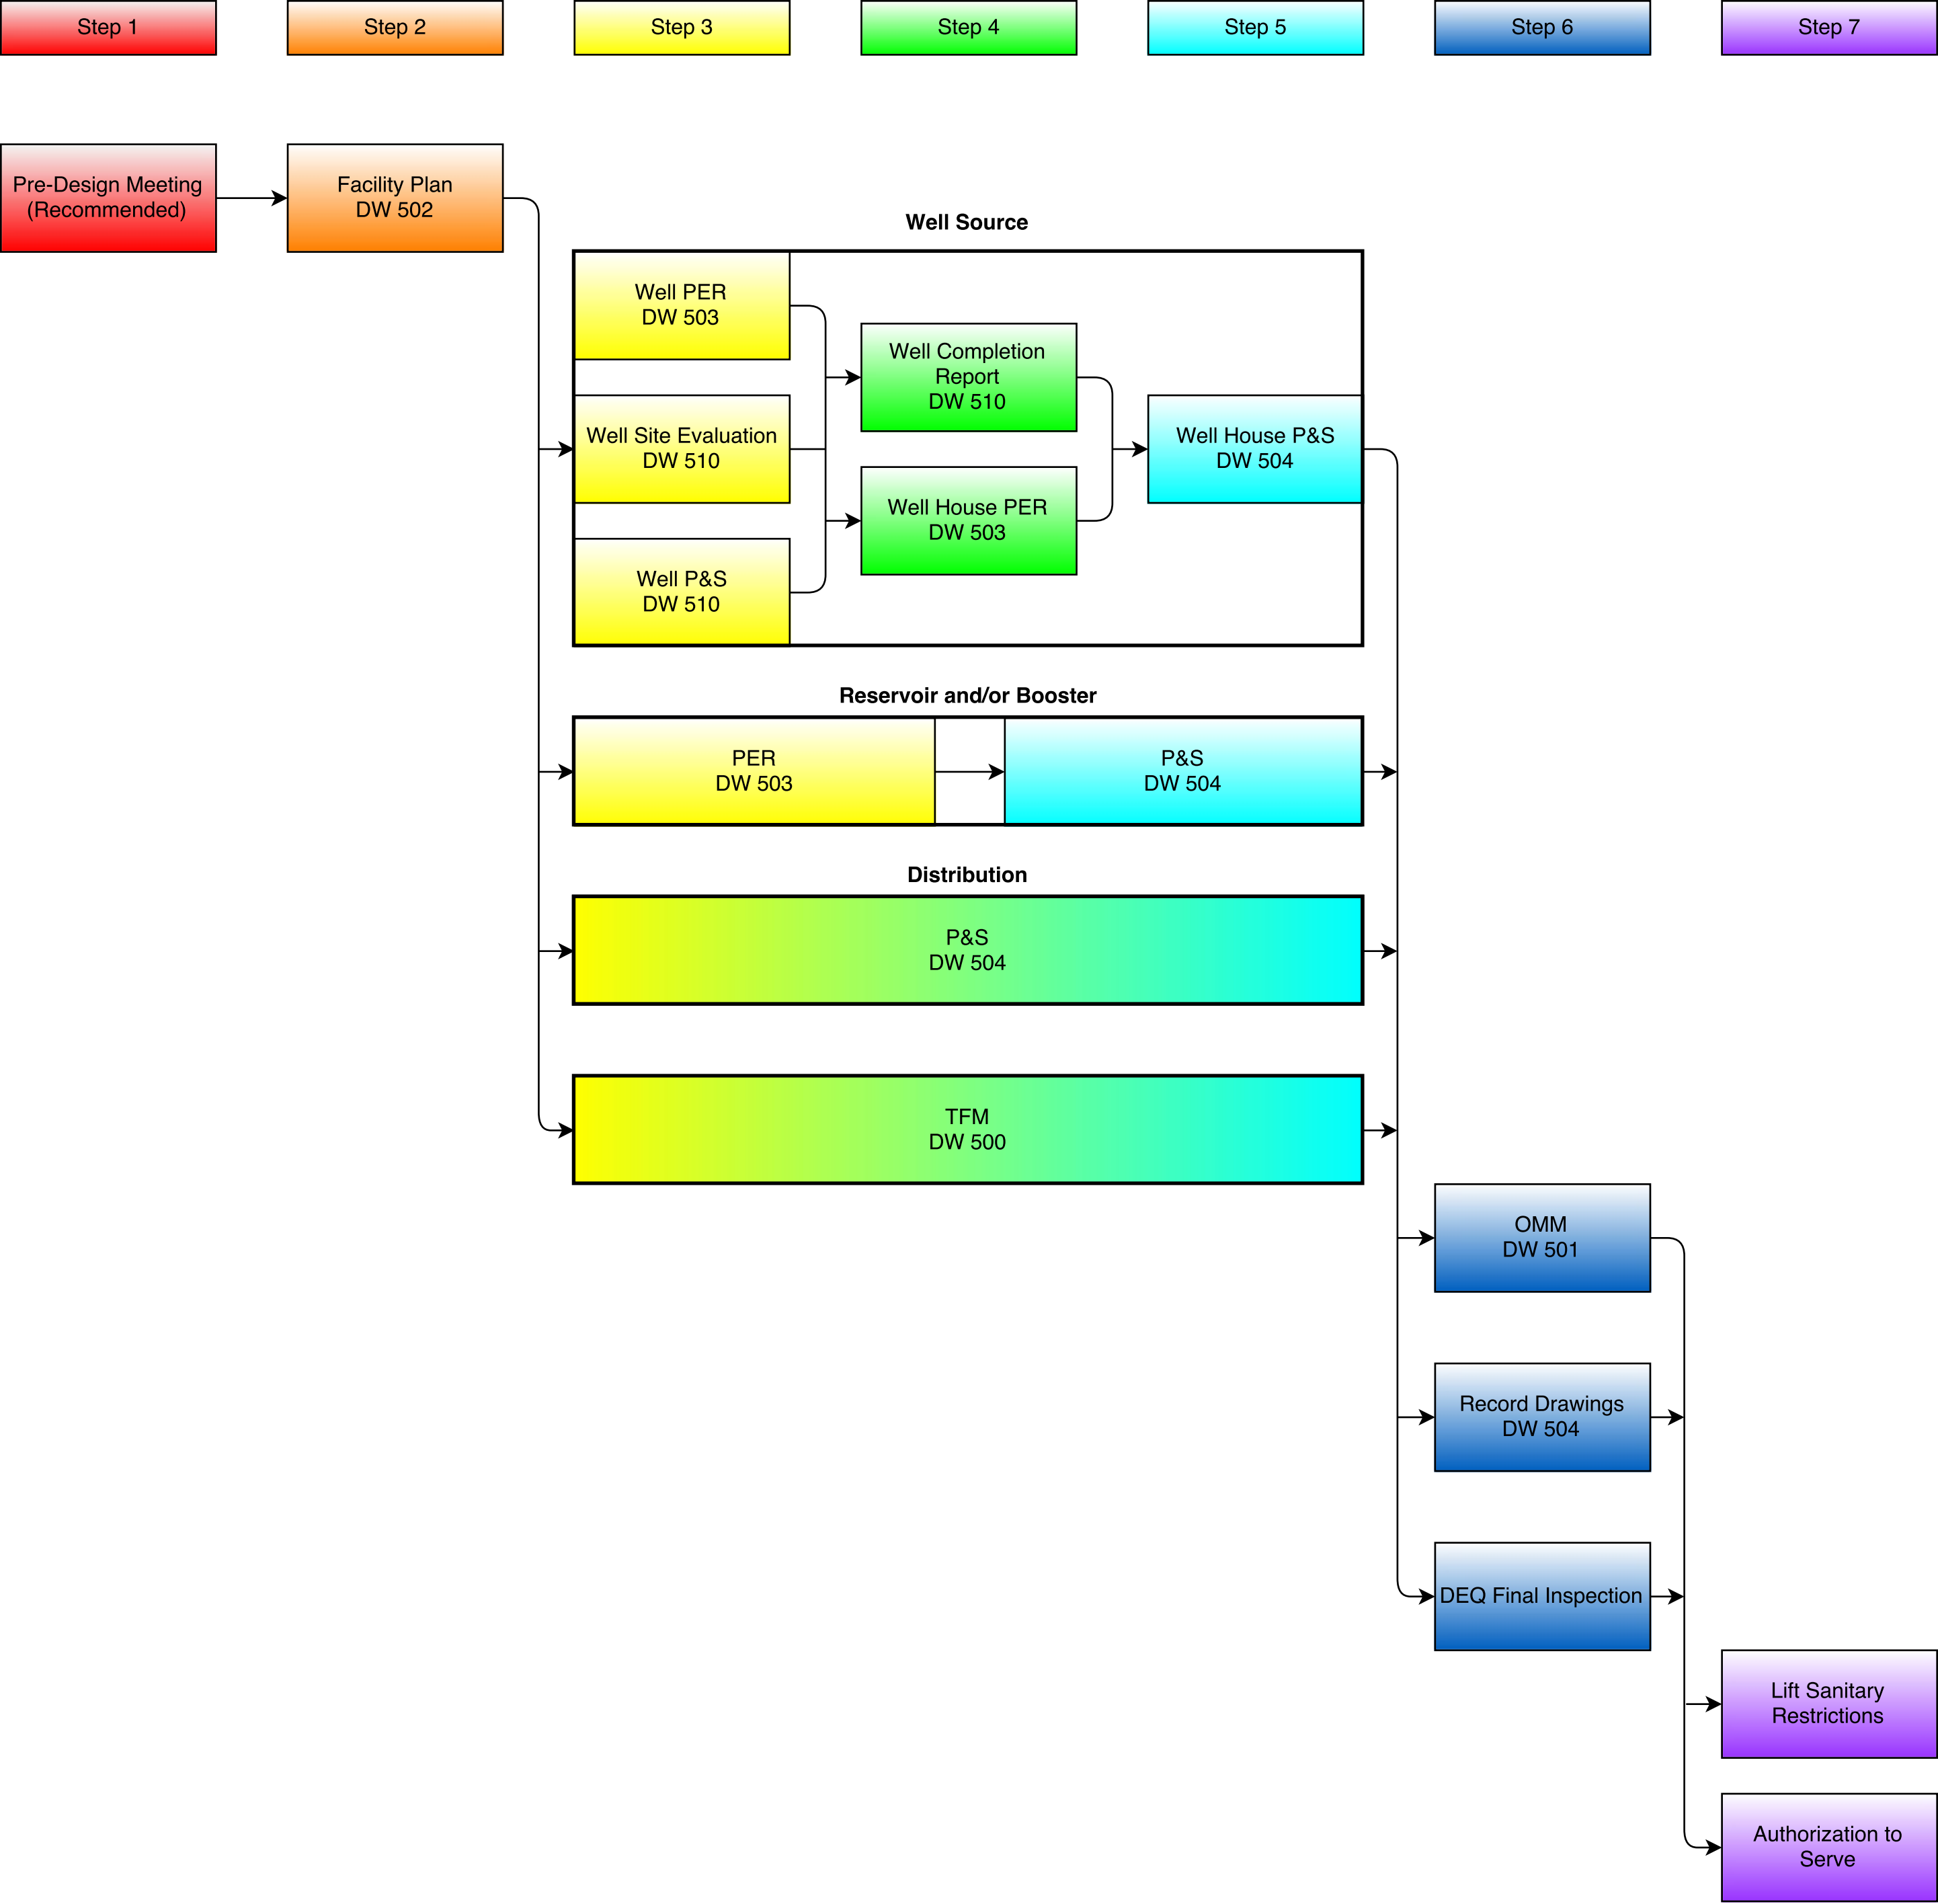 Step 1
Step 2
Step 3
Step 4
Step 5
Step 6
Step 7
Pre-Design Meeting
(Recommended)
Facility Plan
DW 502
Well Source
Well PER
DW 503
Well Site Evaluation
DW 510
Well P&S
DW 510
Well Completion
Report
DW 510
Well House PER
DW 503
Well House P&S
DW 504
Reservoir and/or Booster
PER
DW 503
P&S
DW 504
Distribution
P&S
DW 504
TFM
DW 500
OMM
DW 501
Record Drawings
DW 504
DEQ Final Inspection
Lift Sanitary
Restrictions
Authorization to
Serve